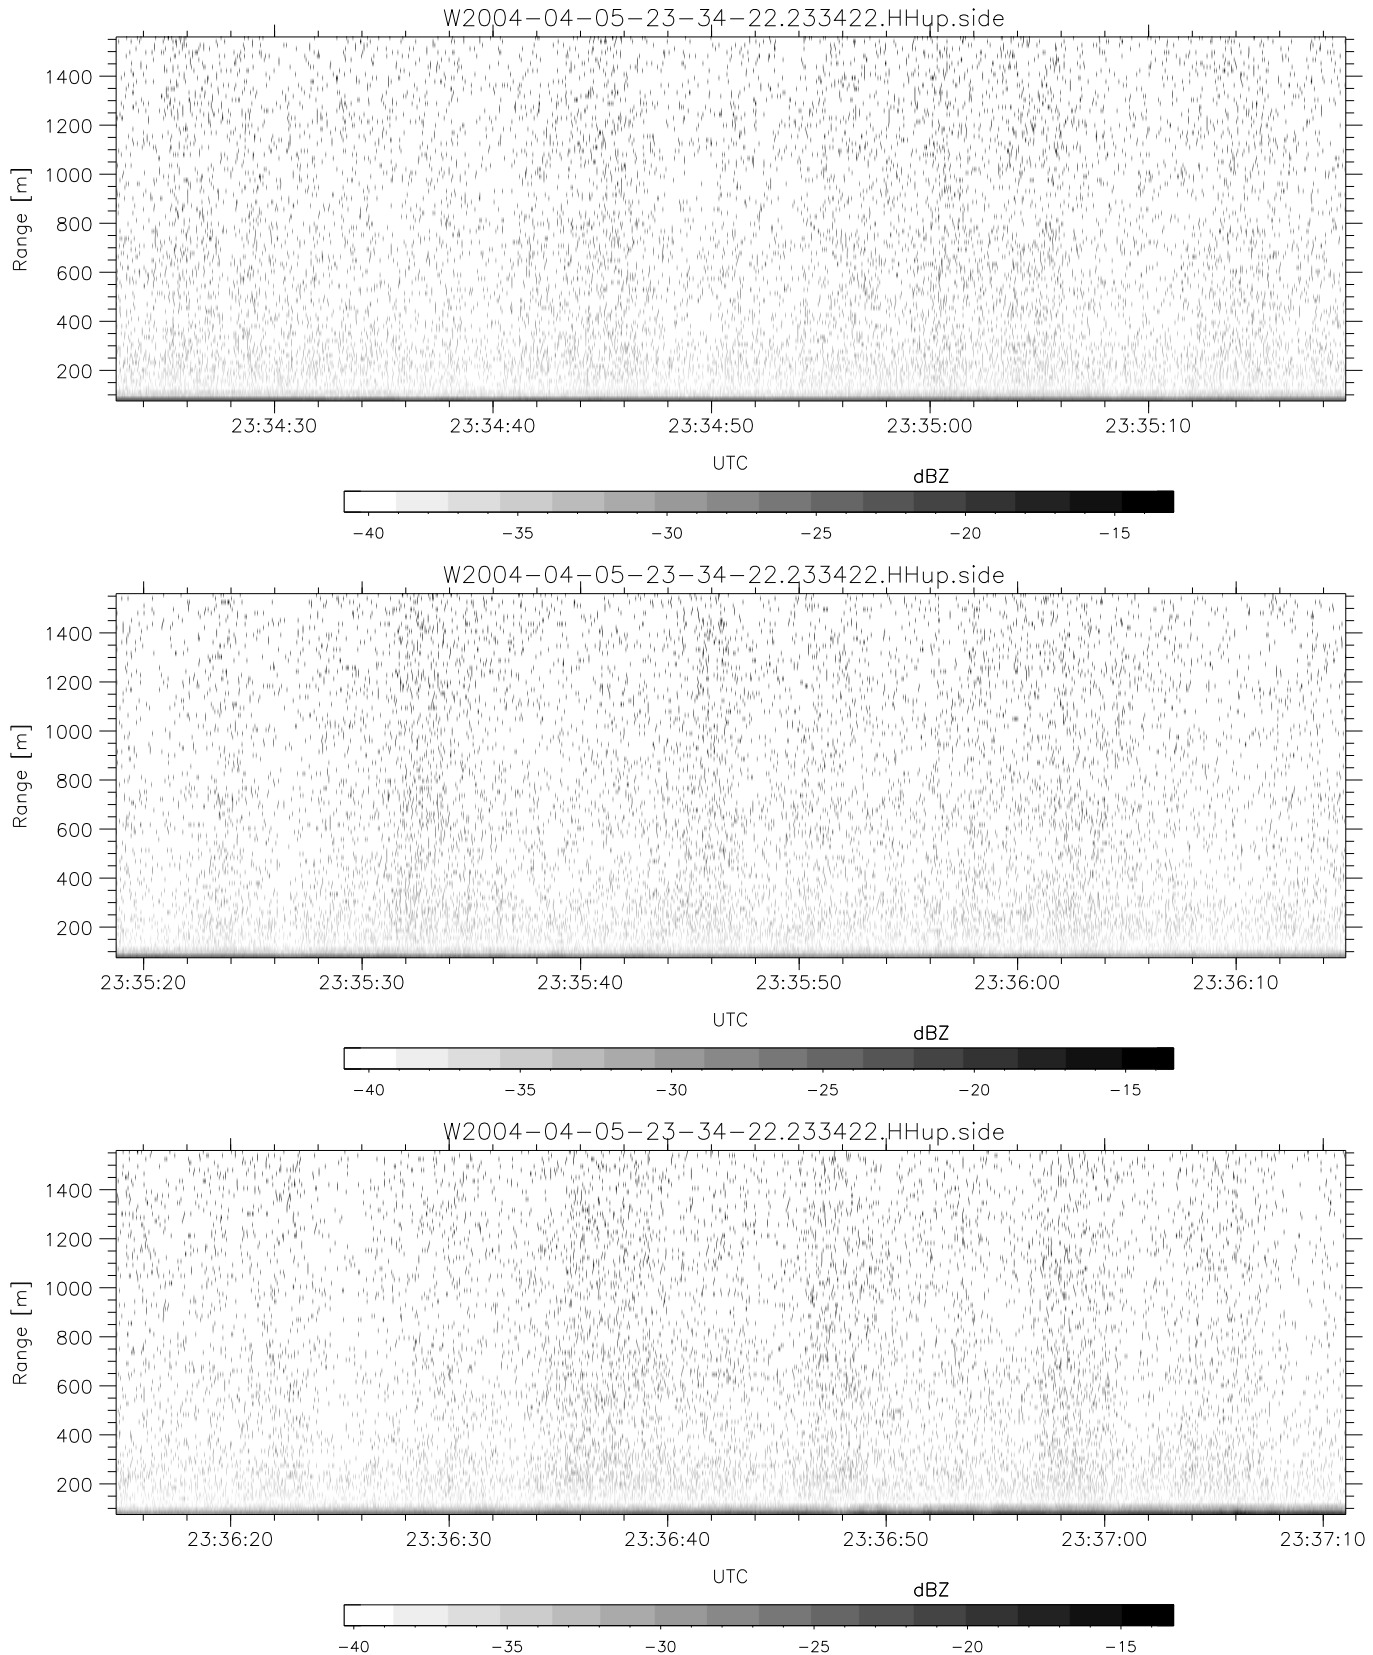 W2004-04-05-23-34-22.233422.HHup.side
1400
1200
1000
800
600
400
200
Range [m]
23:34:30 23:34:40 23:34:50 23:35:00 23:35:10
UTC
dBZ
-40 -35 -30 -25 -20 -15
W2004-04-05-23-34-22.233422.HHup.side
1400
1200
1000
800
600
400
200
Range [m]
23:35:20 23:35:30 23:35:40 23:35:50 23:36:00 23:36:10
UTC
dBZ
-40 -35 -30 -25 -20 -15
W2004-04-05-23-34-22.233422.HHup.side
1400
1200
1000
800
600
400
200
Range [m]
23:36:20 23:36:30 23:36:40 23:36:50 23:37:00 23:37:10
UTC
dBZ
-40 -35 -30 -25 -20 -15